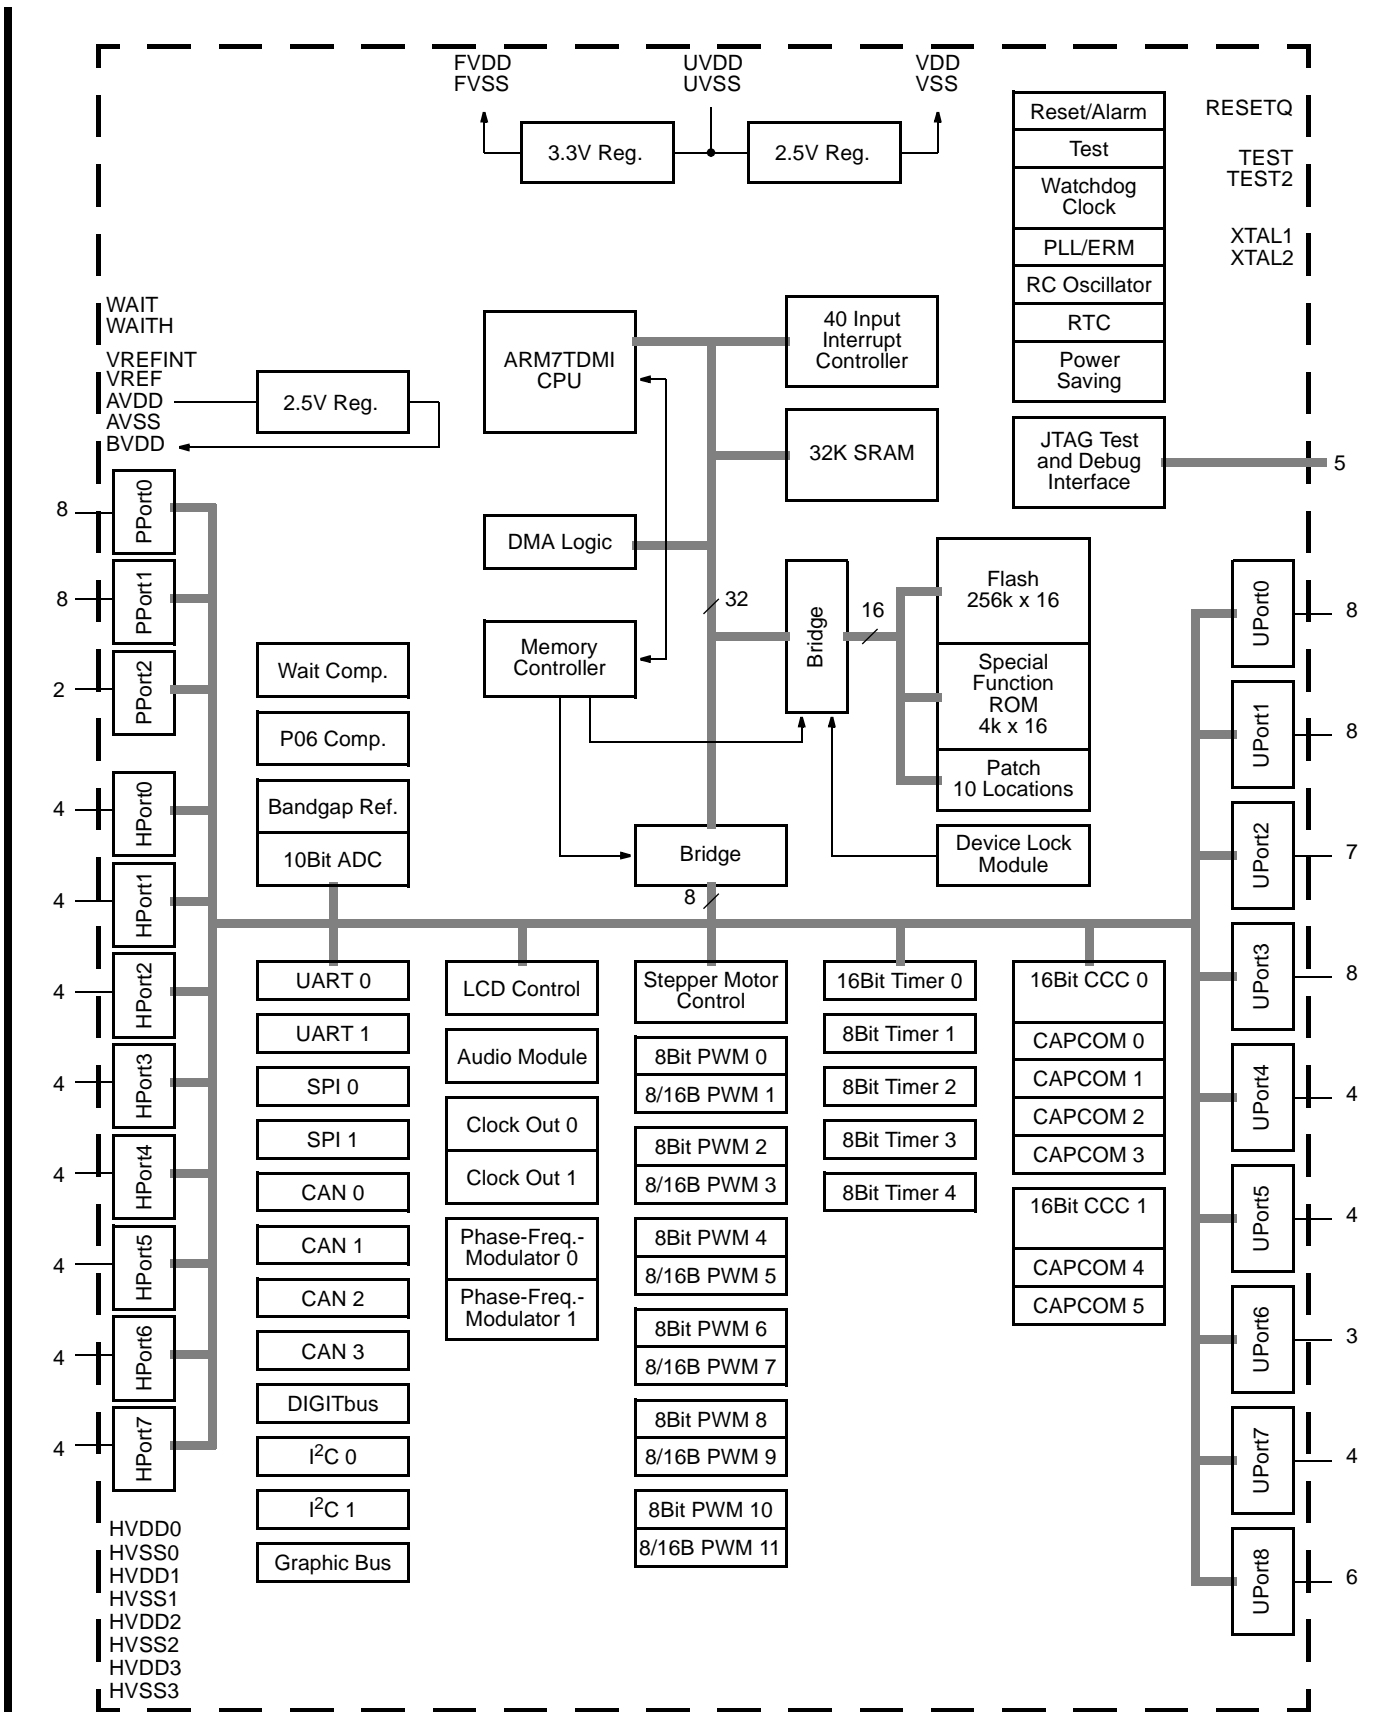 FVDD
FVSS
UVDD
UVSS
VDD
VSS
3.3V Reg.
2.5V Reg.
Reset/Alarm
Test
Watchdog
Clock
PLL/ERM
RC Oscillator
RTC
Power
Saving
RESETQ
TEST
TEST2
XTAL1
XTAL2
WAIT
WAITH
VREFINT
VREF
AVDD
AVSS
BVDD
2.5V Reg.
ARM7TDMI
CPU
40 Input
Interrupt
Controller
32K SRAM
JTAG Test
and Debug
Interface
5
DMA Logic
32
Memory
Controller
Bridge
16
Flash
256k x 16
Special
Function
ROM
4k x 16
Patch
10 Locations
Device Lock
Module
Bridge
8
8
PPort0
8
PPort1
2
PPort2
4
HPort0
4
HPort1
4
HPort2
4
HPort3
4
HPort4
4
HPort5
4
HPort6
4
HPort7
Wait Comp.
P06 Comp.
Bandgap Ref.
10Bit ADC
UART 0
UART 1
SPI 0
SPI 1
CAN 0
CAN 1
CAN 2
CAN 3
DIGITbus
I²C 0
I²C 1
Graphic Bus
LCD Control
Audio Module
Clock Out 0
Clock Out 1
Phase-Freq.-
Modulator 0
Phase-Freq.-
Modulator 1
Stepper Motor
Control
8Bit PWM 0
8/16B PWM 1
8Bit PWM 2
8/16B PWM 3
8Bit PWM 4
8/16B PWM 5
8Bit PWM 6
8/16B PWM 7
8Bit PWM 8
8/16B PWM 9
8Bit PWM 10
8/16B PWM 11
16Bit Timer 0
8Bit Timer 1
8Bit Timer 2
8Bit Timer 3
8Bit Timer 4
16Bit CCC 0
CAPCOM 0
CAPCOM 1
CAPCOM 2
CAPCOM 3
16Bit CCC 1
CAPCOM 4
CAPCOM 5
UPort0
8
UPort1
8
UPort2
7
UPort3
8
UPort4
4
UPort5
4
UPort6
3
UPort7
4
UPort8
6
HVDD0
HVSS0
HVDD1
HVSS1
HVDD2
HVSS2
HVDD3
HVSS3